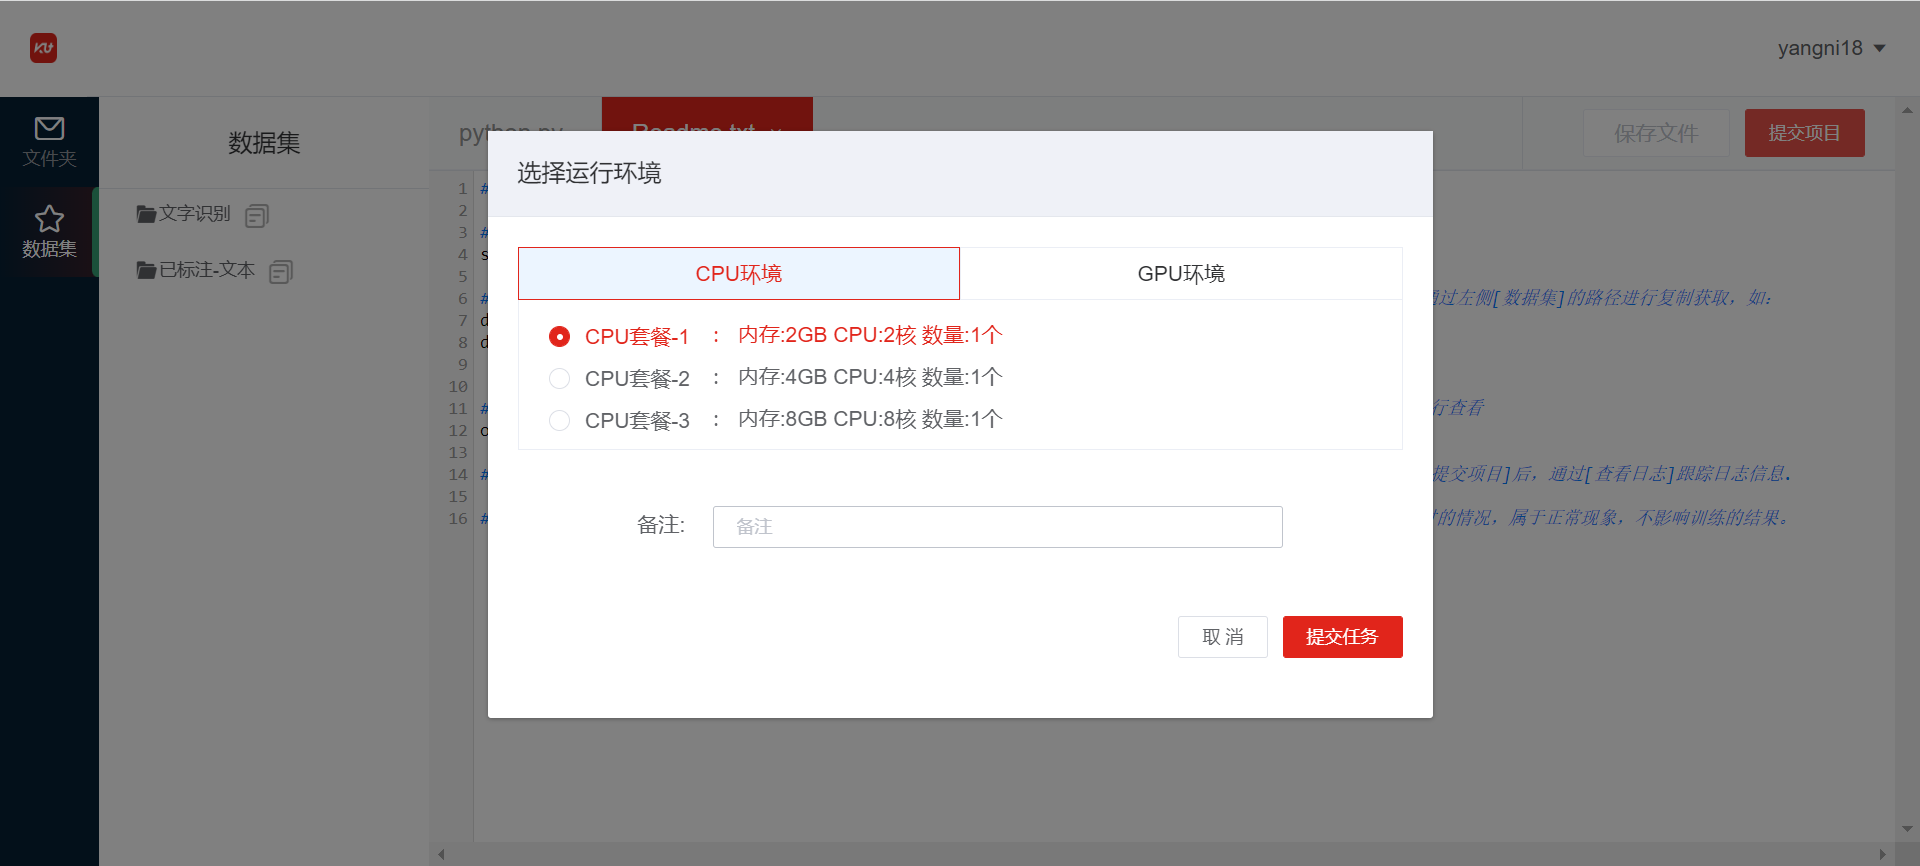 yangni18
文件夹
数据集
数据集
文字识别
已标注-文本
python.py
Readme.txt
保存文件
提交项目
选择运行环境
CPU环境
GPU环境
CPU套餐-1 : 内存:2GB CPU:2核 数量:1个
CPU套餐-2 : 内存:4GB CPU:4核 数量:1个
CPU套餐-3 : 内存:8GB CPU:8核 数量:1个
备注:
备注
取 消
提交任务
1 #
2
3 #
4 s
5
6 # 通过左侧[数据集]的路径进行复制获取，如：
7 d
8 d
9
10
11 # 行查看
12 o
13
14 # 提交项目]后，通过[查看日志]跟踪日志信息.
15
16 # 的情况，属于正常现象，不影响训练的结果。